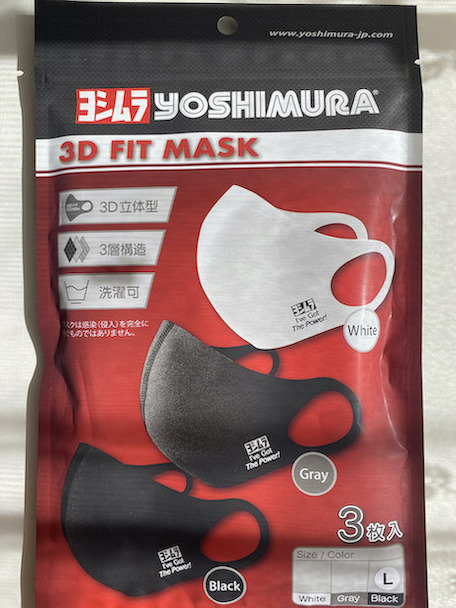 www.yoshimura-jp.com
ヨシムラ YOSHIMURA®
3D FIT MASK
3D立体型
3層構造
洗濯可
スクは感染(侵入)を完全に
ものではありません。
ヨシムラ
I've Got
The Power!
White
ヨシムラ
I've Got
The Power!
Gray
3枚入
ヨシムラ
I've Got
The Power!
Black
Size / Color
L
White Gray Black